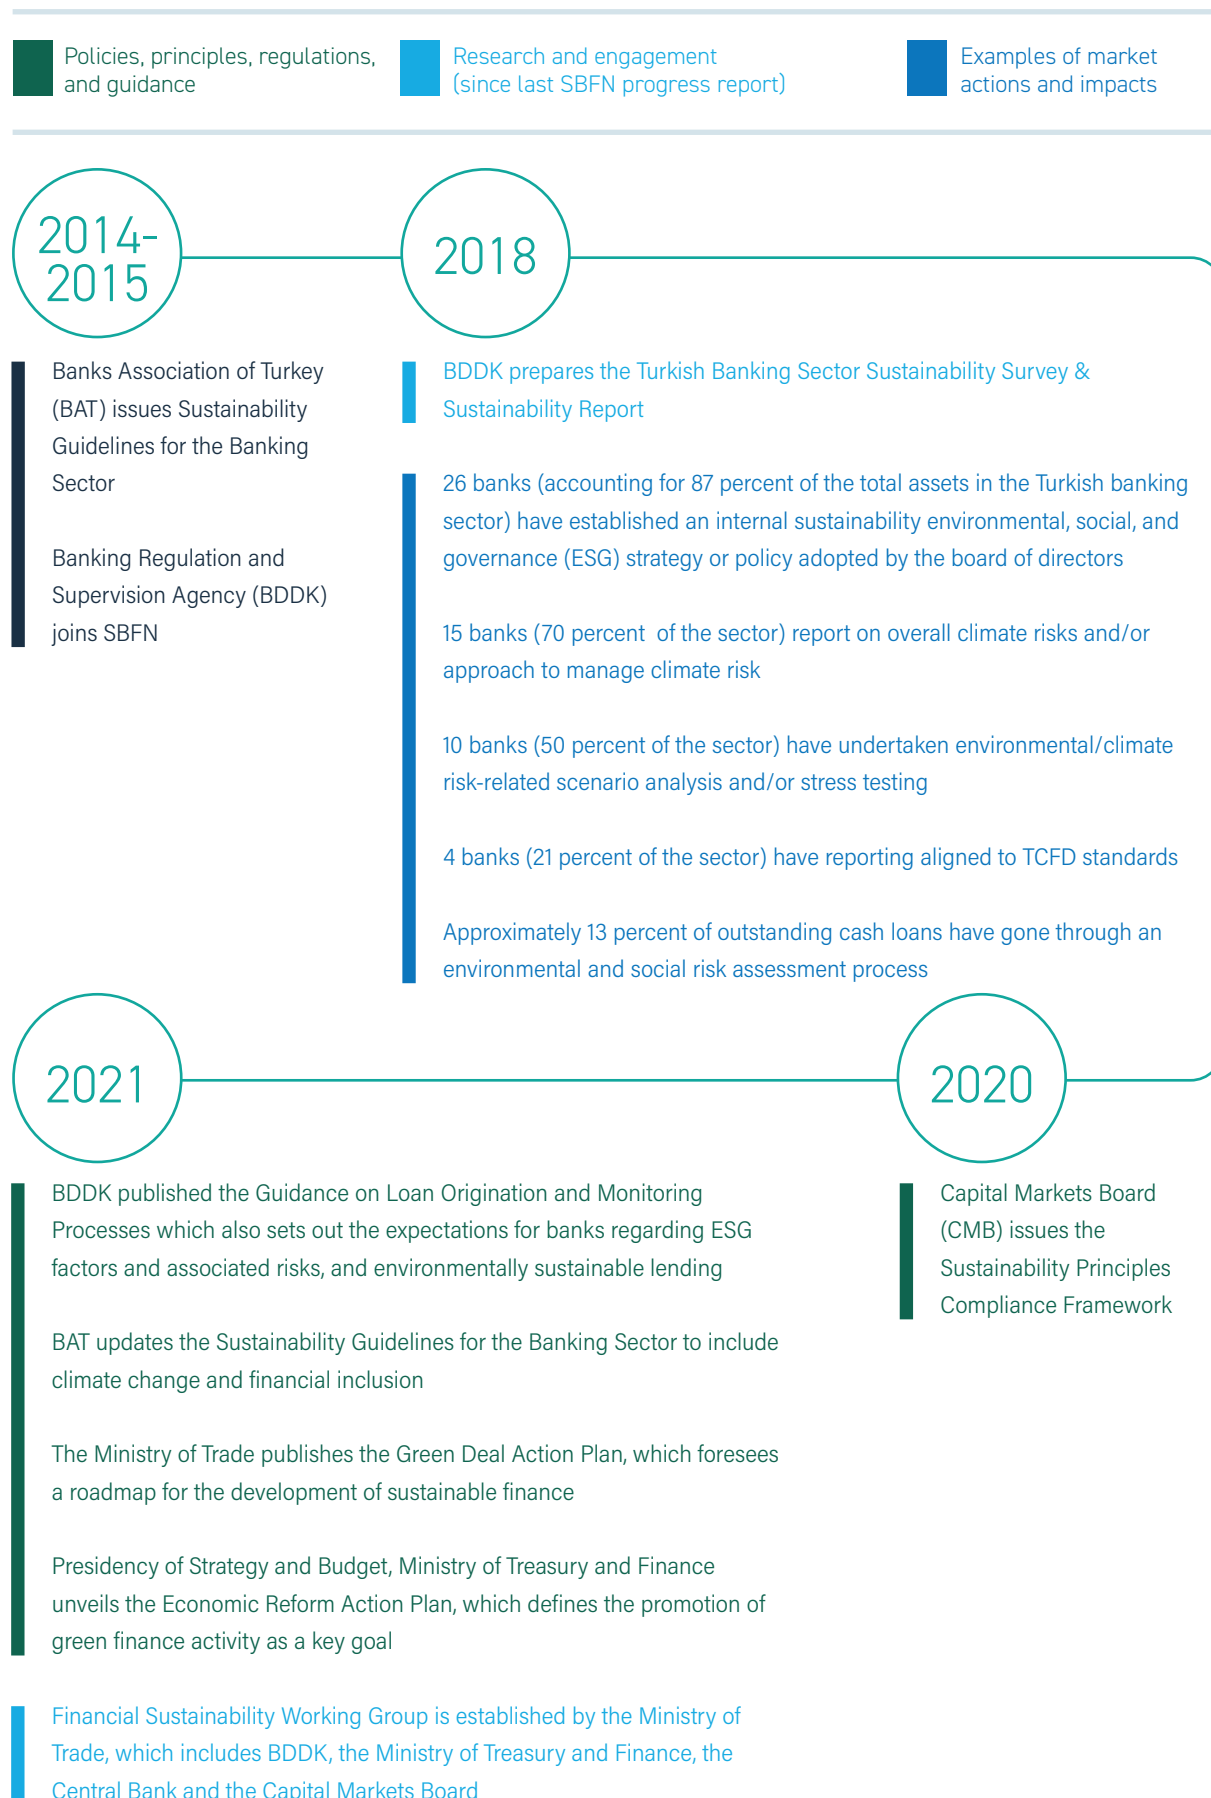 Policies, principles, regulations,
and guidance
Research and engagement
(since last SBFN progress report)
Examples of market
actions and impacts
2014-
2015
2018
Banks Association of Turkey
(BAT) issues Sustainability
Guidelines for the Banking
Sector
Banking Regulation and
Supervision Agency (BDDK)
joins SBFN
BDDK prepares the Turkish Banking Sector Sustainability Survey &
Sustainability Report
26 banks (accounting for 87 percent of the total assets in the Turkish banking
sector) have established an internal sustainability environmental, social, and
governance (ESG) strategy or policy adopted by the board of directors
15 banks (70 percent of the sector) report on overall climate risks and/or
approach to manage climate risk
10 banks (50 percent of the sector) have undertaken environmental/climate
risk-related scenario analysis and/or stress testing
4 banks (21 percent of the sector) have reporting aligned to TCFD standards
Approximately 13 percent of outstanding cash loans have gone through an
environmental and social risk assessment process
2021
2020
BDDK published the Guidance on Loan Origination and Monitoring
Processes which also sets out the expectations for banks regarding ESG
factors and associated risks, and environmentally sustainable lending
BAT updates the Sustainability Guidelines for the Banking Sector to include
climate change and financial inclusion
The Ministry of Trade publishes the Green Deal Action Plan, which foresees
a roadmap for the development of sustainable finance
Presidency of Strategy and Budget, Ministry of Treasury and Finance
unveils the Economic Reform Action Plan, which defines the promotion of
green finance activity as a key goal
Financial Sustainability Working Group is established by the Ministry of
Trade, which includes BDDK, the Ministry of Treasury and Finance, the
Central Bank and the Capital Markets Board
Capital Markets Board
(CMB) issues the
Sustainability Principles
Compliance Framework